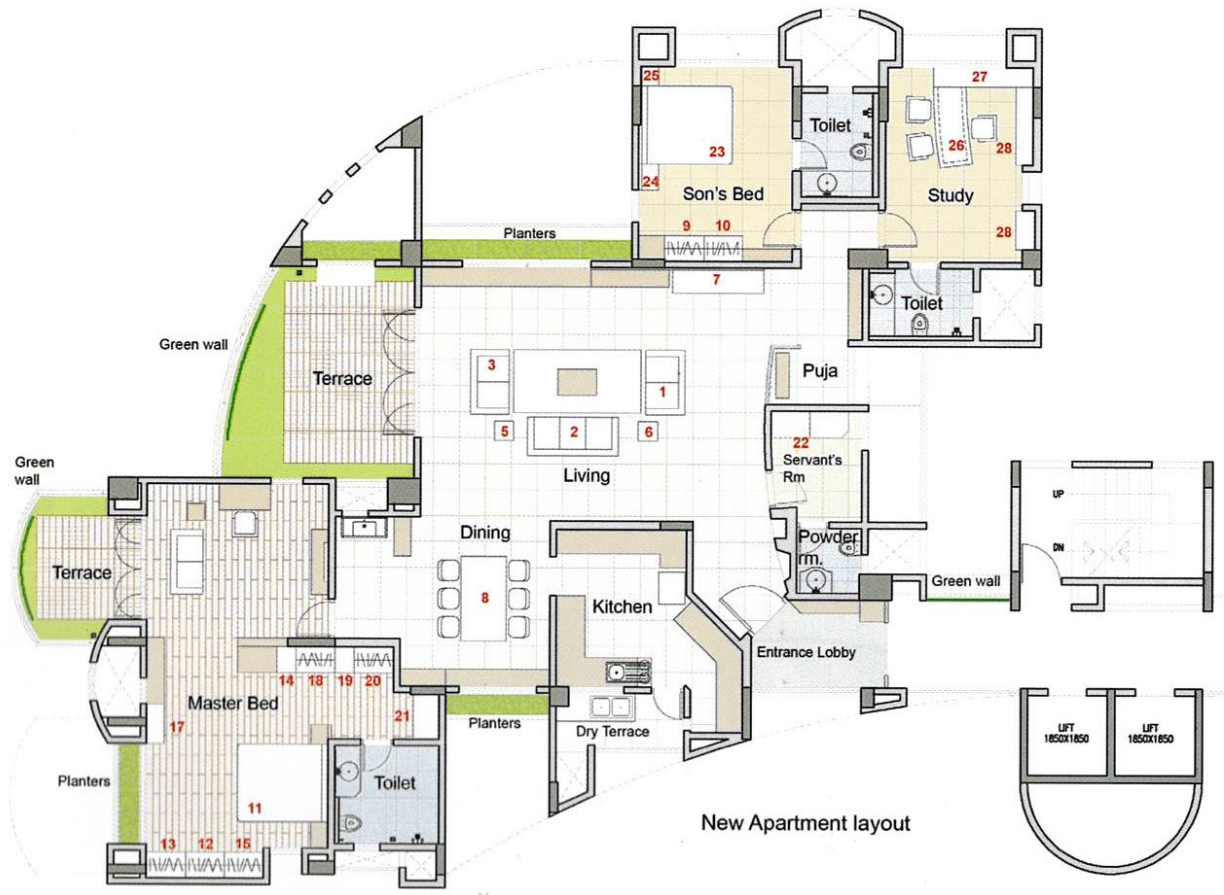 25
27
Toilet
23
26
28
24
Son's Bed
Study
9
10
28
Planters
7
Toilet
Green wall
Terrace
3
1
Puja
5
2
6
22
Servant's
Rm
Living
Green
wall
UP
DN
Dining
Powder
rm.
Terrace
8
Kitchen
Green wall
Entrance Lobby
14
18
19
20
Master Bed
17
21
Planters
Dry Terrace
LIFT
1850X1850
LIFT
1850X1850
Planters
Toilet
11
New Apartment layout
13
12
15